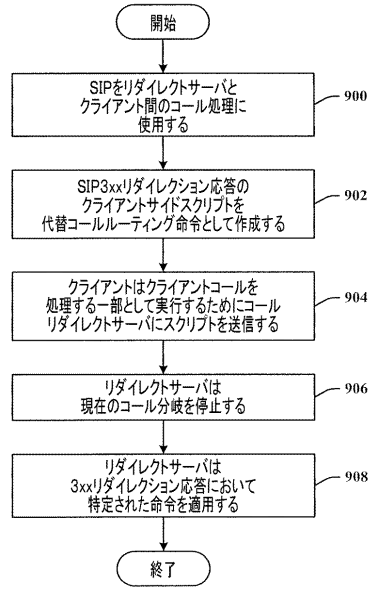 開始
SIPをリダイレクトサーバと
クライアント間のコール処理に
使用する
900
SIP3xxリダイレクション応答の
クライアントサイドスクリプトを
代替コールルーティング命令として作成する
902
クライアントはクライアントコールを
処理する一部として実行するためにコール
リダイレクトサーバにスクリプトを送信する
904
リダイレクトサーバは
現在のコール分岐を停止する
906
リダイレクトサーバは
3xxリダイレクション応答において
特定された命令を適用する
908
終了